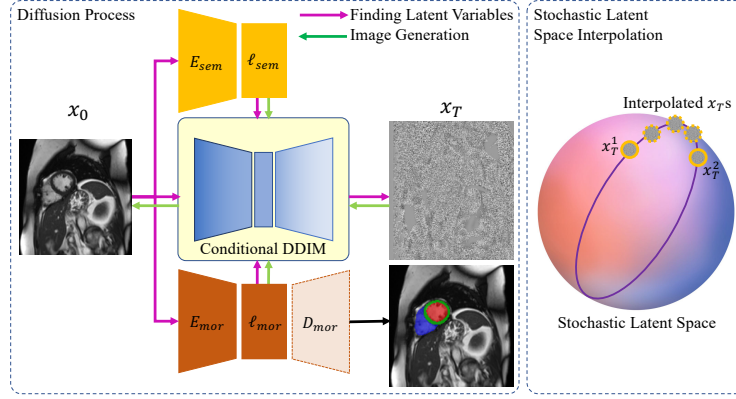 Diffusion Process
Finding Latent Variables
Image Generation
E_sem
ℓ_sem
x_0
x_T
Conditional DDIM
E_mor
ℓ_mor
D_mor
Stochastic Latent
Space Interpolation
Interpolated x_Ts
x_T^1
x_T^2
Stochastic Latent Space